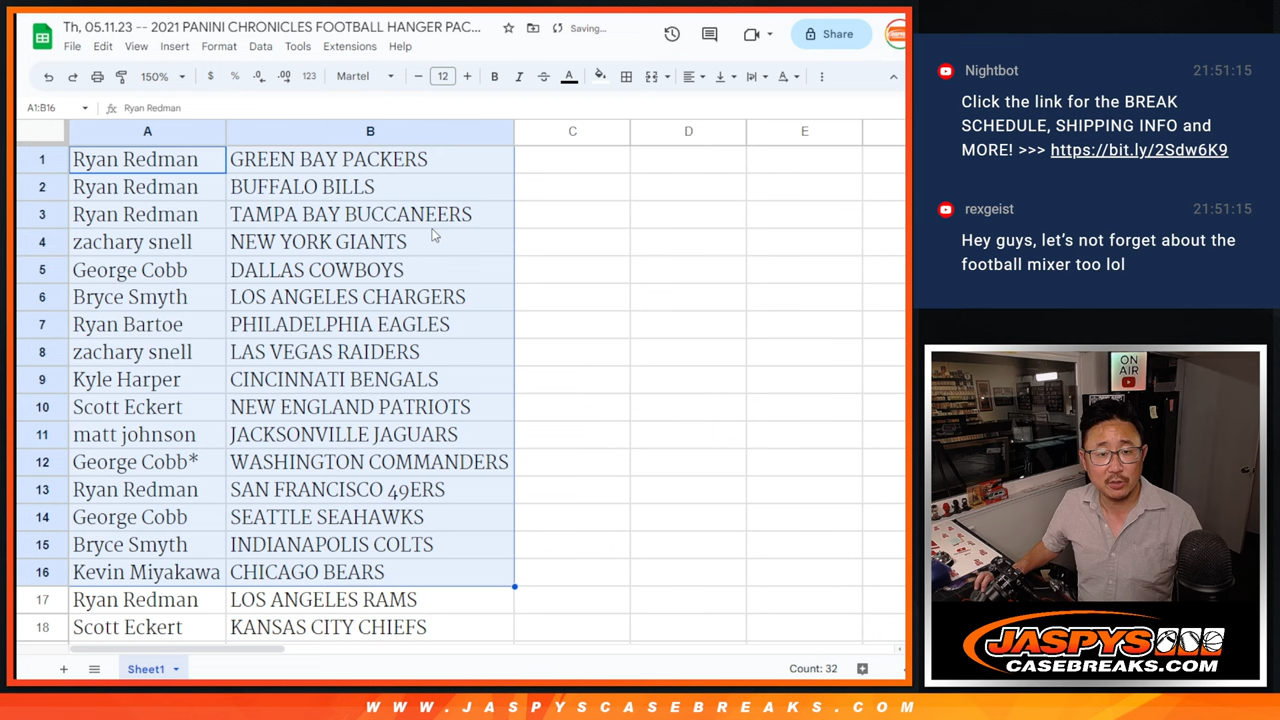 Th, 05.11.23 -- 2021 PANINI CHRONICLES FOOTBALL HANGER PAC...
Saving...
Share
File Edit View Insert Format Data Tools Extensions Help
150% $ % .0 .00 123 Martel - 12 + B I A
A1:B16 fx Ryan Redman
A B C D E
1 Ryan Redman GREEN BAY PACKERS
2 Ryan Redman BUFFALO BILLS
3 Ryan Redman TAMPA BAY BUCCANEERS
4 zachary snell NEW YORK GIANTS
5 George Cobb DALLAS COWBOYS
6 Bryce Smyth LOS ANGELES CHARGERS
7 Ryan Bartoe PHILADELPHIA EAGLES
8 zachary snell LAS VEGAS RAIDERS
9 Kyle Harper CINCINNATI BENGALS
10 Scott Eckert NEW ENGLAND PATRIOTS
11 matt johnson JACKSONVILLE JAGUARS
12 George Cobb* WASHINGTON COMMANDERS
13 Ryan Redman SAN FRANCISCO 49ERS
14 George Cobb SEATTLE SEAHAWKS
15 Bryce Smyth INDIANAPOLIS COLTS
16 Kevin Miyakawa CHICAGO BEARS
17 Ryan Redman LOS ANGELES RAMS
18 Scott Eckert KANSAS CITY CHIEFS
+ Sheet1 Count: 32
Nightbot 21:51:15
Click the link for the BREAK
SCHEDULE, SHIPPING INFO and
MORE! >>> https://bit.ly/2Sdw6K9
rexgeist 21:51:15
Hey guys, let's not forget about the
football mixer too lol
ON
AIR
JASPYS
CASEBREAKS.COM
WWW.JASPYSCASEBREAKS.COM